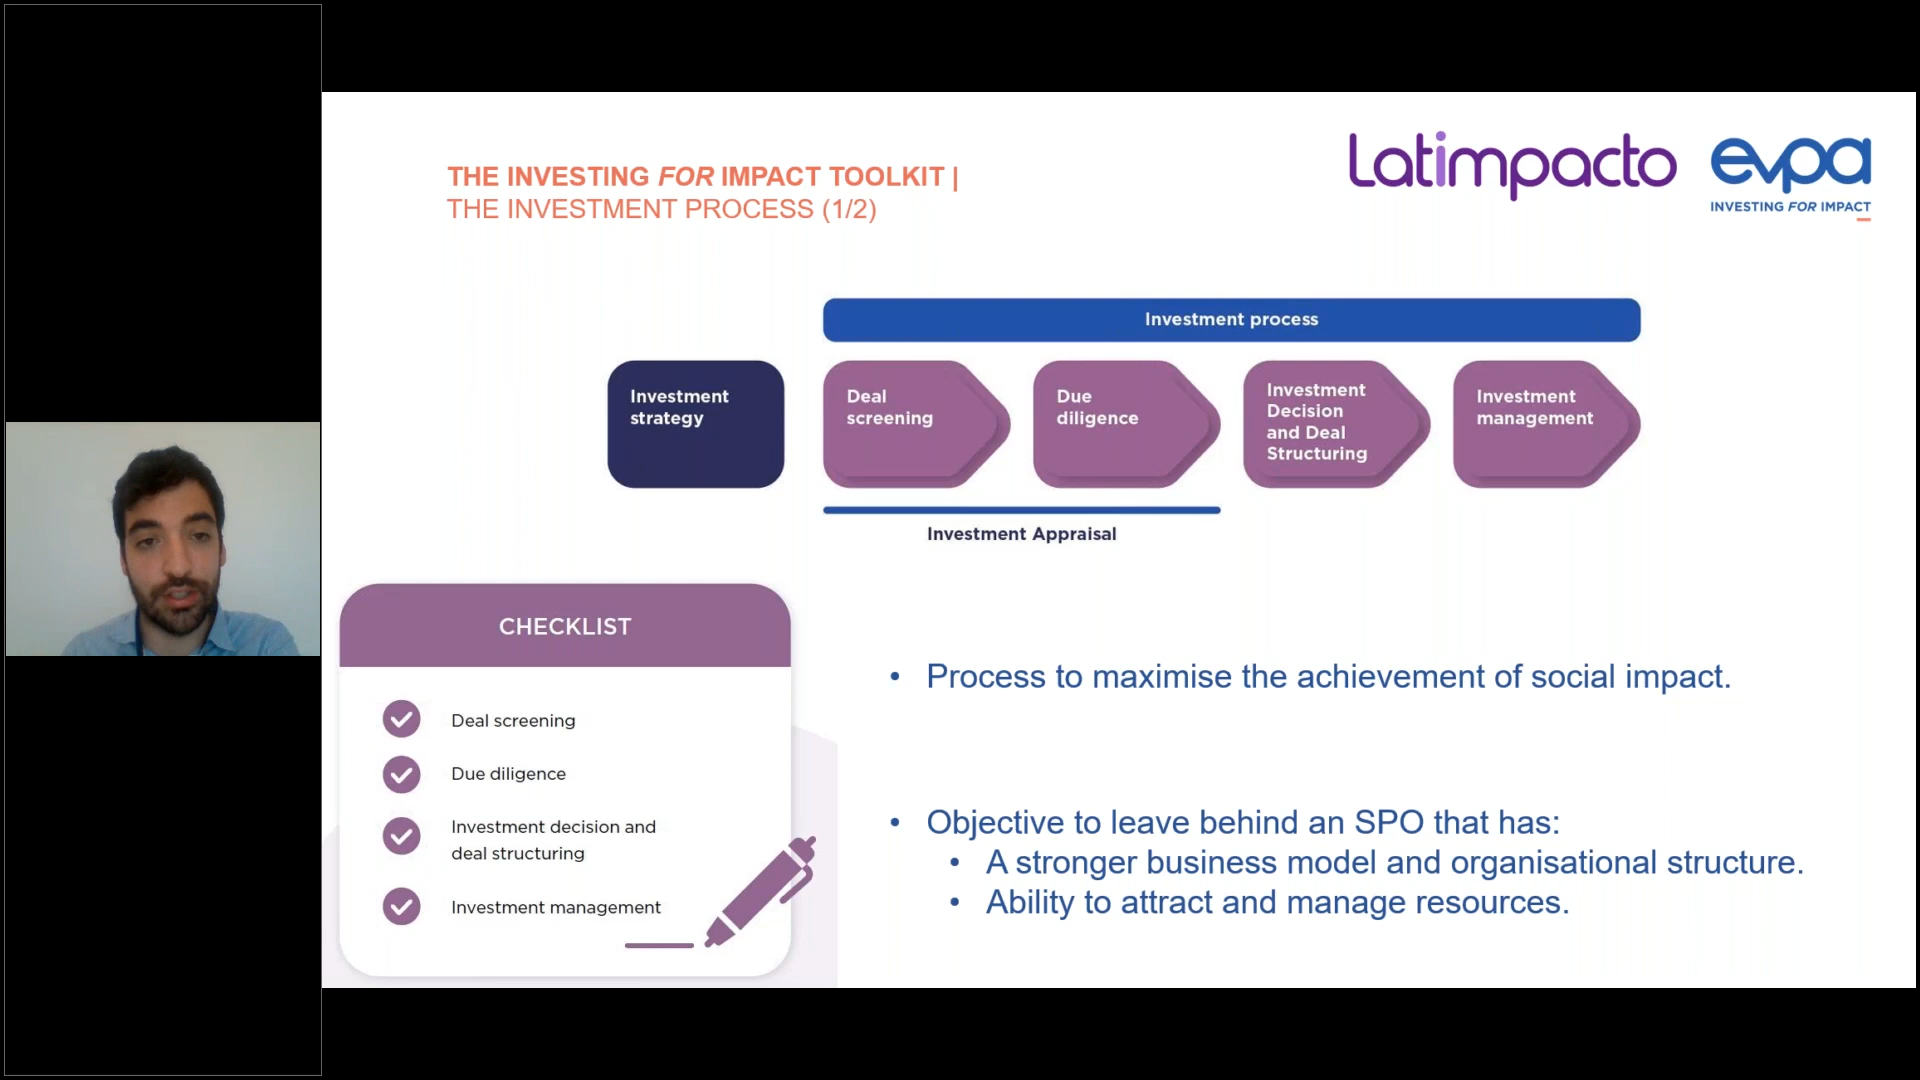 THE INVESTING FOR IMPACT TOOLKIT |
THE INVESTMENT PROCESS (1/2)
Latimpacto
evpa
INVESTING FOR IMPACT
Investment process
Investment
strategy
Deal
screening
Due
diligence
Investment
Decision
and Deal
Structuring
Investment
management
Investment Appraisal
CHECKLIST
Deal screening
Due diligence
Investment decision and
deal structuring
Investment management
• Process to maximise the achievement of social impact.
• Objective to leave behind an SPO that has:
• A stronger business model and organisational structure.
• Ability to attract and manage resources.